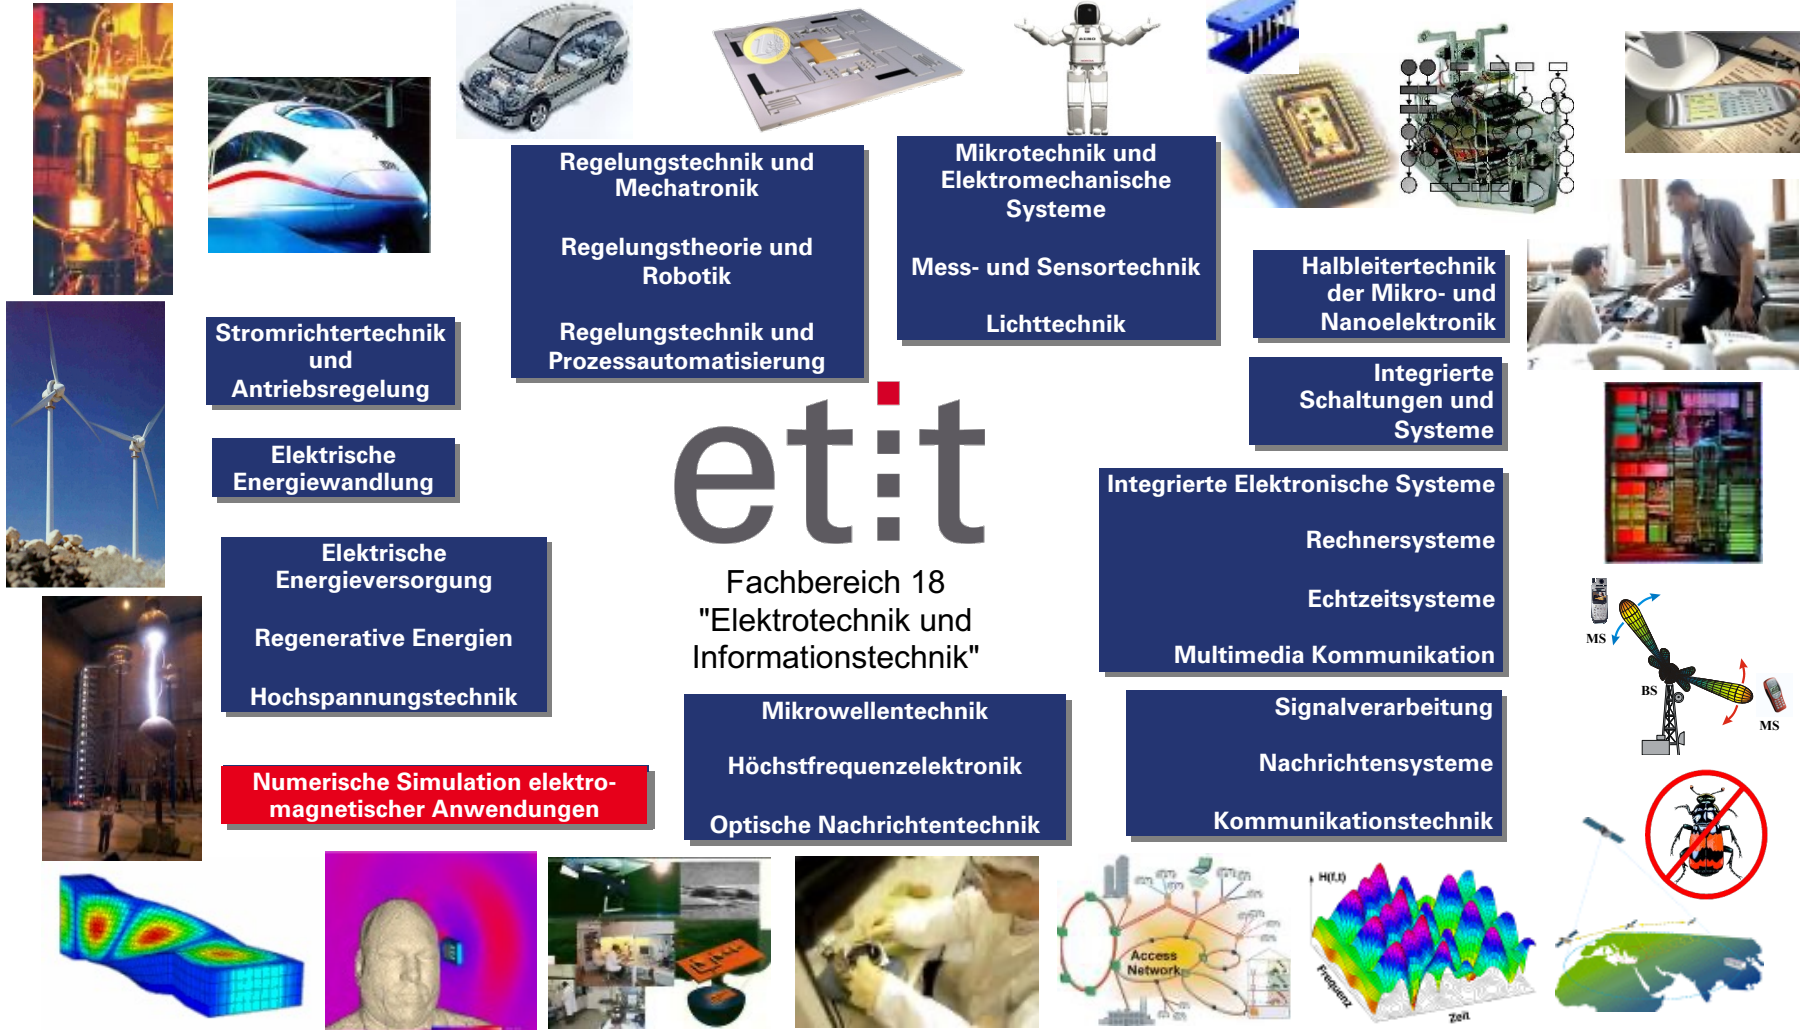 Regelungstechnik und
Mechatronik
Regelungstheorie und
Robotik
Regelungstechnik und
Prozessautomatisierung
Mikrotechnik und
Elektromechanische
Systeme
Mess- und Sensortechnik
Lichttechnik
Halbleitertechnik
der Mikro- und
Nanoelektronik
Integrierte
Schaltungen und
Systeme
Stromrichtertechnik
und
Antriebsregelung
Elektrische
Energiewandlung
Elektrische
Energieversorgung
Regenerative Energien
Hochspannungstechnik
etit
Fachbereich 18
"Elektrotechnik und
Informationstechnik"
Integrierte Elektronische Systeme
Rechnersysteme
Echtzeitsysteme
Multimedia Kommunikation
MS
BS
MS
Numerische Simulation elektro-
magnetischer Anwendungen
Mikrowellentechnik
Höchstfrequenzelektronik
Optische Nachrichtentechnik
Signalverarbeitung
Nachrichtensysteme
Kommunikationstechnik
Access
Network
H(f,t)
Frequenz
Zeit